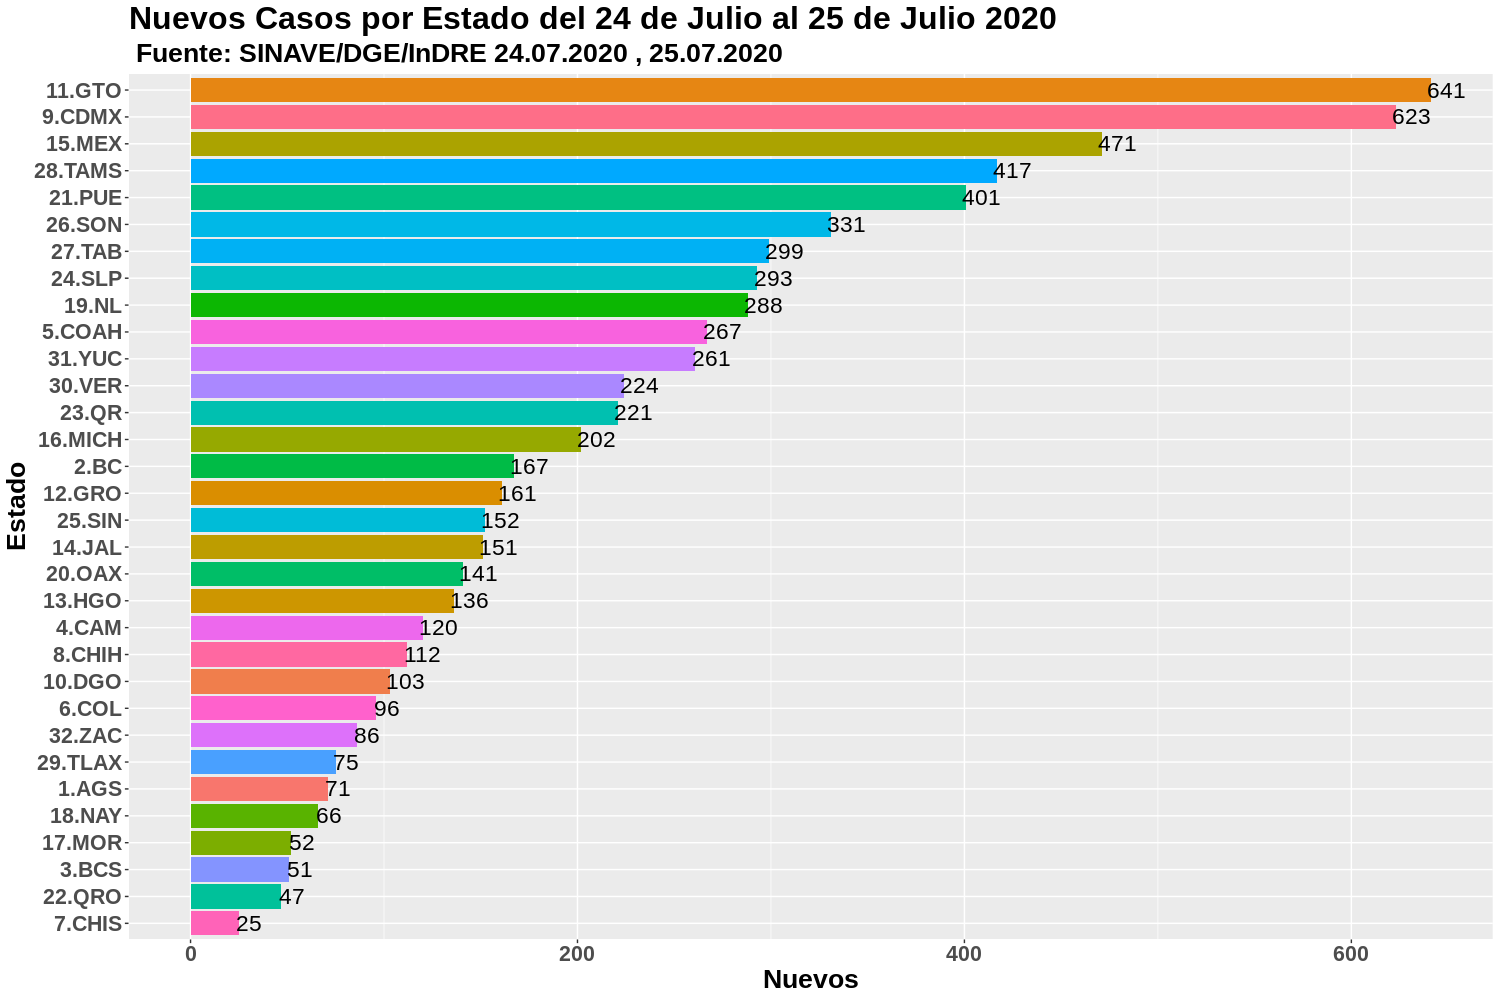 Nuevos Casos por Estado del 24 de Julio al 25 de Julio 2020
Fuente: SINAVE/DGE/InDRE 24.07.2020 , 25.07.2020
Estado
11.GTO 641
9.CDMX 623
15.MEX 471
28.TAMS 417
21.PUE 401
26.SON 331
27.TAB 299
24.SLP 293
19.NL 288
5.COAH 267
31.YUC 261
30.VER 224
23.QR 221
16.MICH 202
2.BC 167
12.GRO 161
25.SIN 152
14.JAL 151
20.OAX 141
13.HGO 136
4.CAM 120
8.CHIH 112
10.DGO 103
6.COL 96
32.ZAC 86
29.TLAX 75
1.AGS 71
18.NAY 66
17.MOR 52
3.BCS 51
22.QRO 47
7.CHIS 25
0 200 400 600
Nuevos